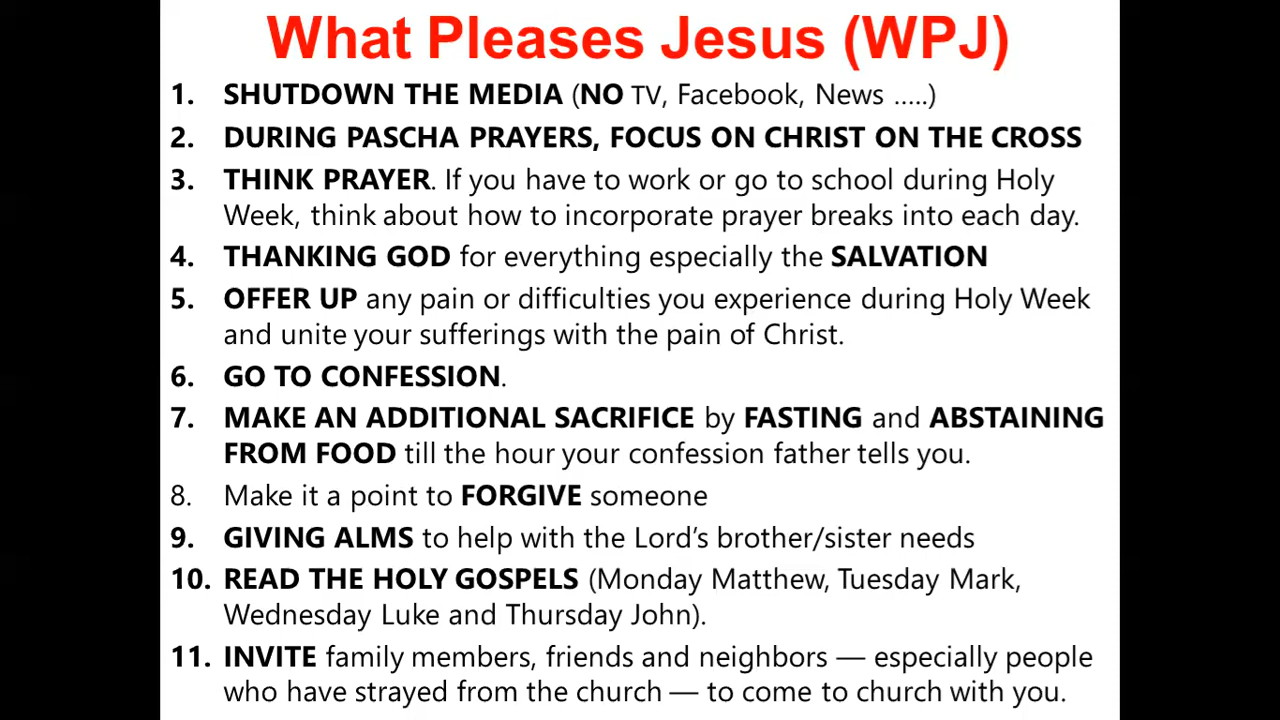 What Pleases Jesus (WPJ)
1. SHUTDOWN THE MEDIA (NO TV, Facebook, News .....)
2. DURING PASCHA PRAYERS, FOCUS ON CHRIST ON THE CROSS
3. THINK PRAYER. If you have to work or go to school during Holy
Week, think about how to incorporate prayer breaks into each day.
4. THANKING GOD for everything especially the SALVATION
5. OFFER UP any pain or difficulties you experience during Holy Week
and unite your sufferings with the pain of Christ.
6. GO TO CONFESSION.
7. MAKE AN ADDITIONAL SACRIFICE by FASTING and ABSTAINING
FROM FOOD till the hour your confession father tells you.
8. Make it a point to FORGIVE someone
9. GIVING ALMS to help with the Lord’s brother/sister needs
10. READ THE HOLY GOSPELS (Monday Matthew, Tuesday Mark,
Wednesday Luke and Thursday John).
11. INVITE family members, friends and neighbors — especially people
who have strayed from the church — to come to church with you.